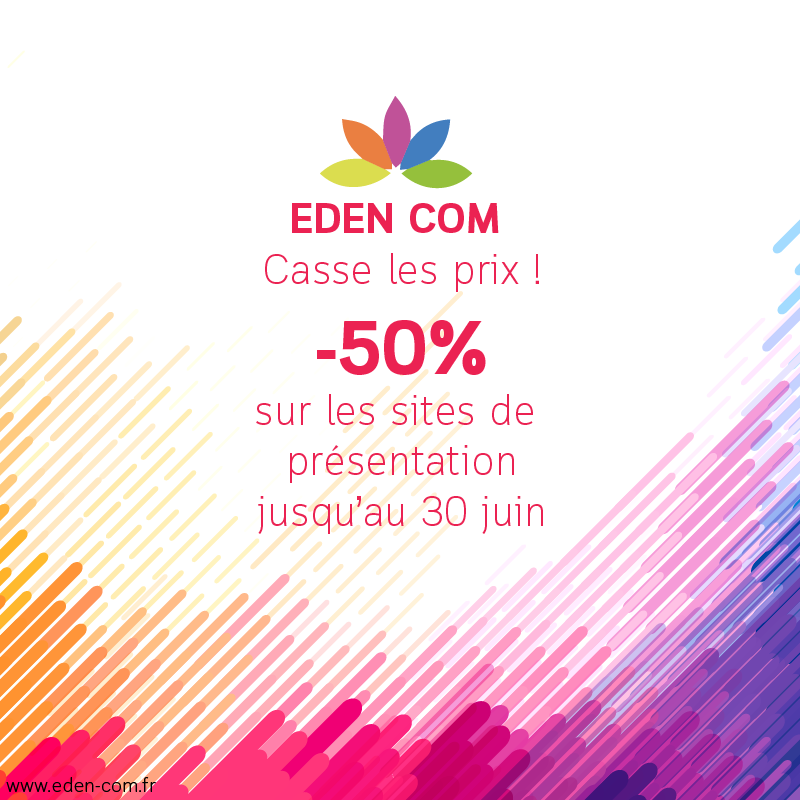 EDEN COM
Casse les prix !
-50%
sur les sites de
présentation
jusqu'au 30 juin
www.eden-com.fr